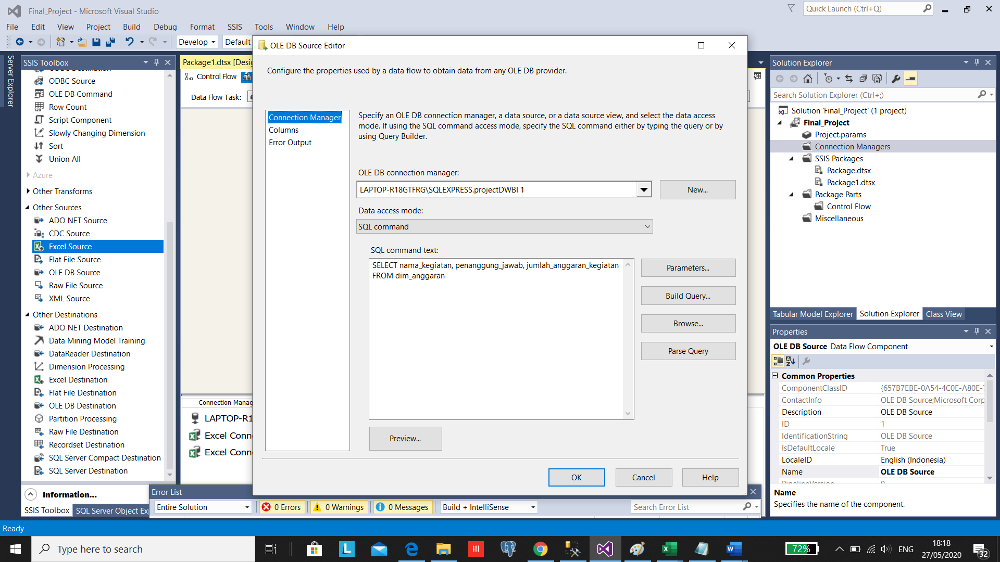 Final_Project - Microsoft Visual Studio
Quick Launch (Ctrl+Q)
File Edit View Project Build Debug Format SSIS Tools Window Help
Develop Default
Server Explorer
SSIS Toolbox
ODBC Destination
ODBC Source
OLE DB Command
Row Count
Script Component
Slowly Changing Dimension
Sort
Union All
Azure
Other Transforms
Other Sources
ADO NET Source
CDC Source
Excel Source
Flat File Source
OLE DB Source
Raw File Source
XML Source
Other Destinations
ADO NET Destination
Data Mining Model Training
DataReader Destination
Dimension Processing
Excel Destination
Flat File Destination
OLE DB Destination
Partition Processing
Raw File Destination
Recordset Destination
SQL Server Compact Destination
SQL Server Destination
Information...
SSIS Toolbox SQL Server Object Ex
Package1.dtsx [Desig
Control Flow
Data Flow Task:
Connection Manag
LAPTOP-R1
Excel Conn
Excel Conn
OLE DB Source Editor
Configure the properties used by a data flow to obtain data from any OLE DB provider.
Connection Manager
Columns
Error Output
Specify an OLE DB connection manager, a data source, or a data source view, and select the data access
mode. If using the SQL command access mode, specify the SQL command either by typing the query or by
using Query Builder.
OLE DB connection manager:
LAPTOP-R18GTFRG\SQLEXPRESS.projectDWBI 1
New...
Data access mode:
SQL command
SQL command text:
SELECT nama_kegiatan, penanggung_jawab, jumlah_anggaran_kegiatan
FROM dim_anggaran
Parameters...
Build Query...
Browse...
Parse Query
Preview...
OK Cancel Help
Error List
Entire Solution 0 Errors 0 Warnings 0 Messages Build + IntelliSense Search Error List
Solution Explorer
Search Solution Explorer (Ctrl+;)
Solution 'Final_Project' (1 project)
Final_Project
Project.params
Connection Managers
SSIS Packages
Package.dtsx
Package1.dtsx
Package Parts
Control Flow
Miscellaneous
Tabular Model Explorer Solution Explorer Class View
Properties
OLE DB Source Data Flow Component
Common Properties
ComponentClassID {657B7EBE-0A54-4C0E-A80E-
ContactInfo OLE DB Source;Microsoft Corp
Description OLE DB Source
ID 1
IdentificationString OLE DB Source
IsDefaultLocale True
LocaleID English (Indonesia)
Name OLE DB Source
PipelineVersion 0
Name
Specifies the name of the component.
Ready
Type here to search
72%
ENG
18:18
27/05/2020
32